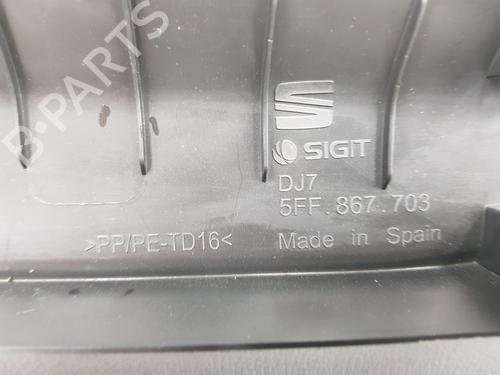 B-PARTS
SIGIT
DJ7
5FF.867.703
>PP/PE-TD16<
Made in Spain